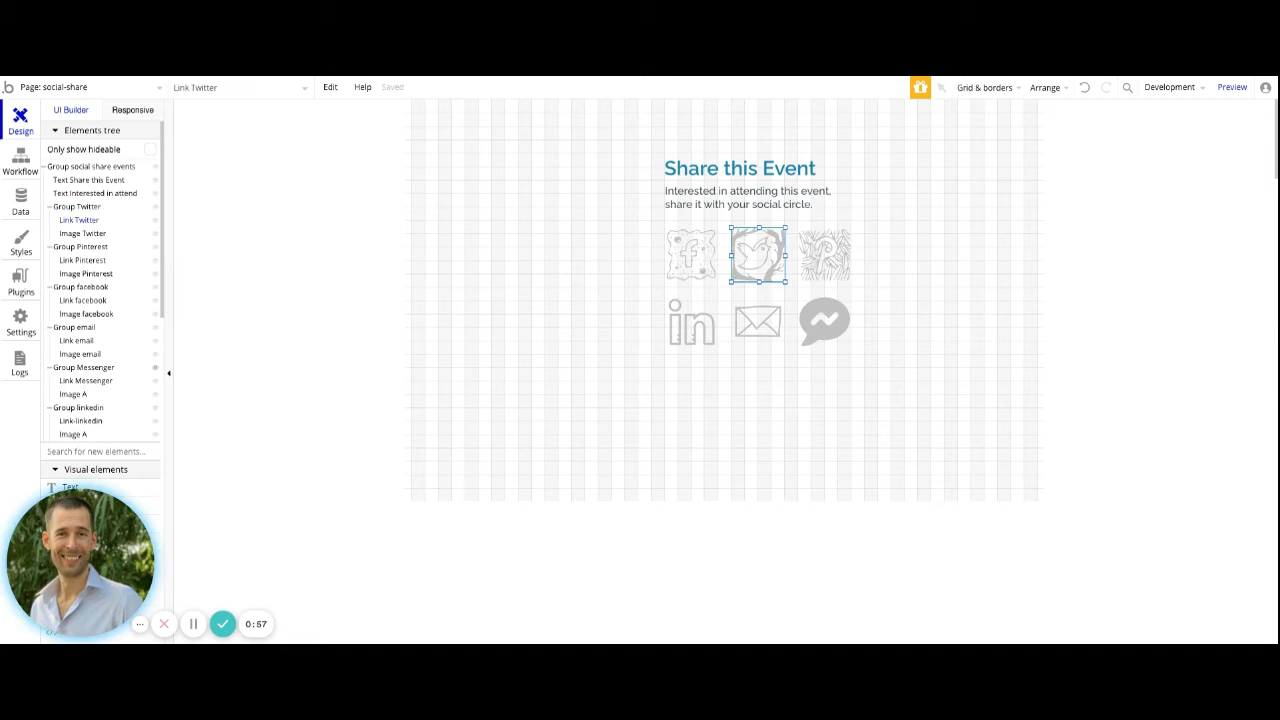 .b Page: social-share Link Twitter Edit Help Saved Grid & borders Arrange Development Preview
Design
Workflow
Data
Styles
Plugins
Settings
Logs
UI Builder Responsive
Elements tree
Only show hideable
Group social share events
Text Share this Event
Text Interested in attend
Group Twitter
Link Twitter
Image Twitter
Group Pinterest
Link Pinterest
Image Pinterest
Group facebook
Link facebook
Image facebook
Group email
Link email
Image email
Group Messenger
Link Messenger
Image A
Group linkedin
Link-linkedin
Image A
Search for new elements...
Visual elements
T Text
Share this Event
Interested in attending this event,
share it with your social circle.
f
P
in
0:57